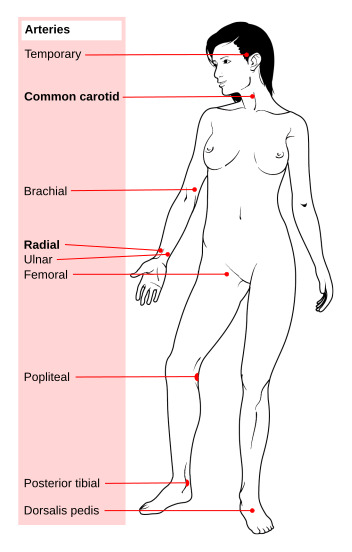 Arteries
Temporary
Common carotid
Brachial
Radial
Ulnar
Femoral
Popliteal
Posterior tibial
Dorsalis pedis